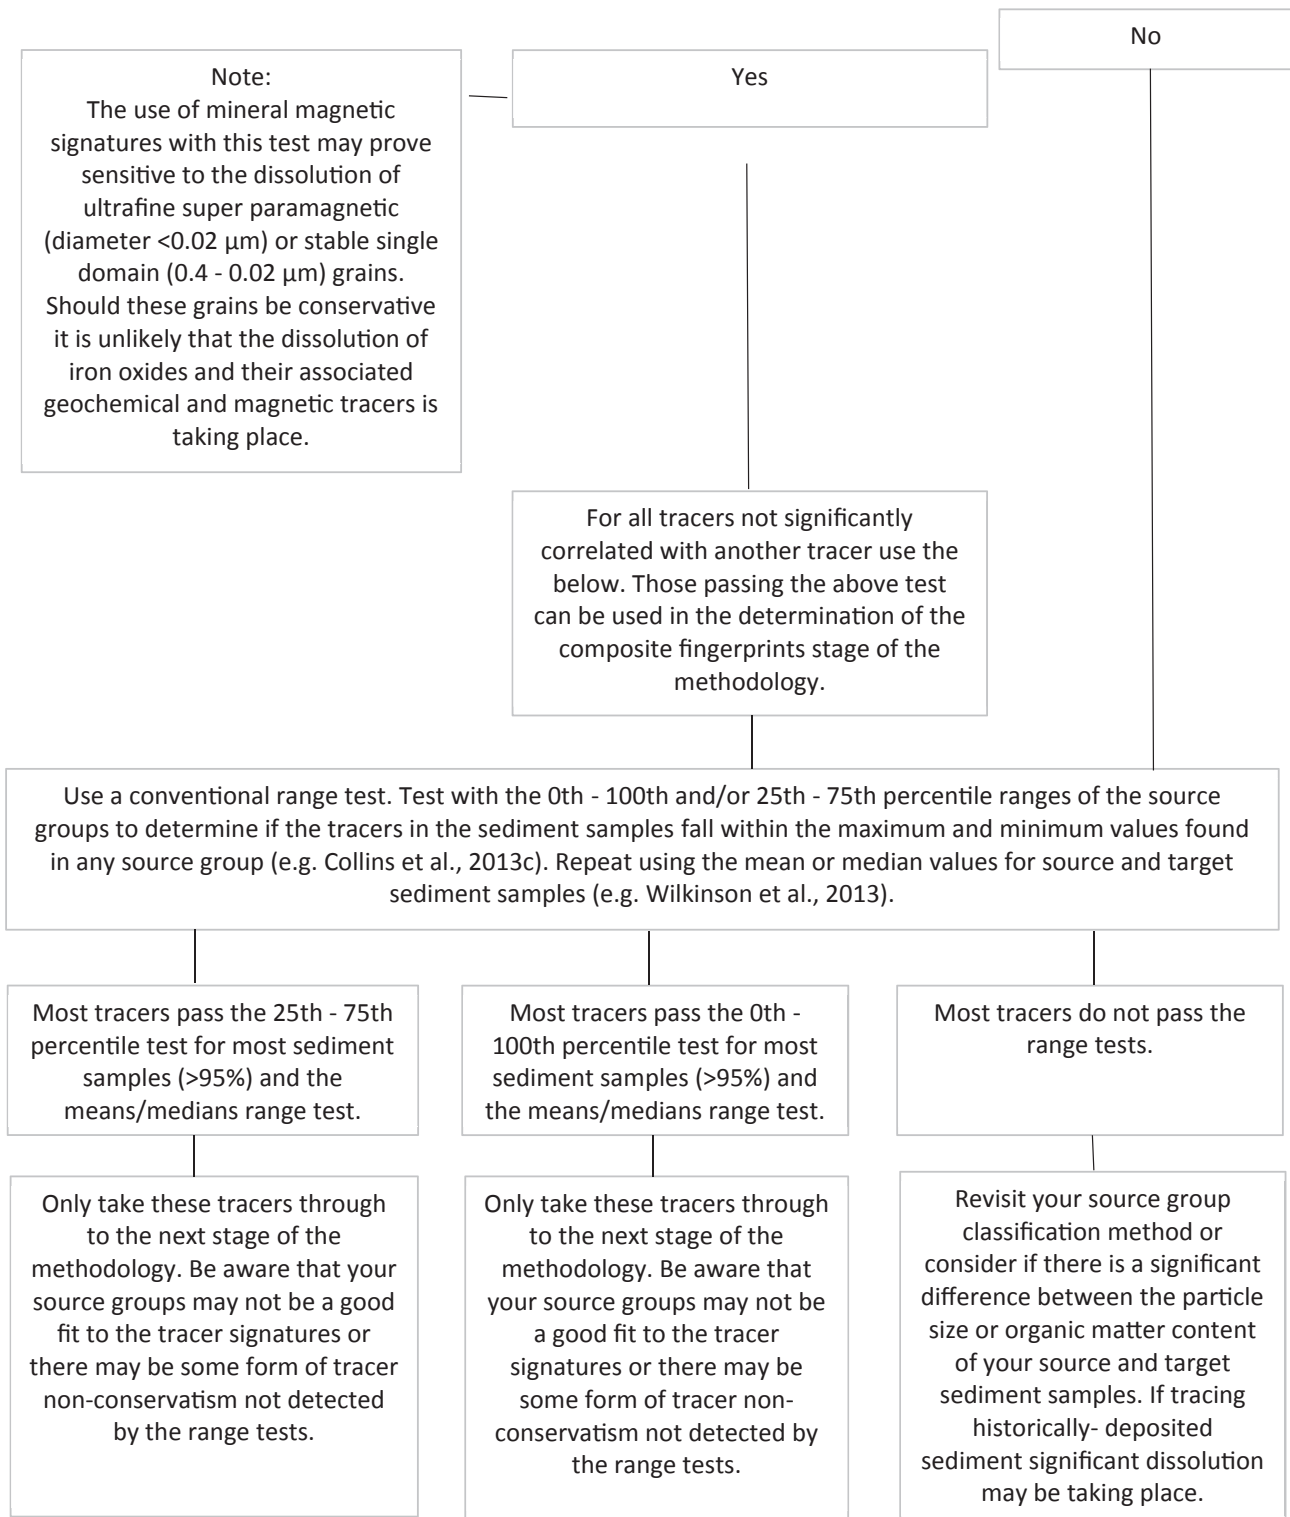 No
Yes
Note:
The use of mineral magnetic
signatures with this test may prove
sensitive to the dissolution of
ultrafine super paramagnetic
(diameter <0.02 μm) or stable single
domain (0.4 - 0.02 μm) grains.
Should these grains be conservative
it is unlikely that the dissolution of
iron oxides and their associated
geochemical and magnetic tracers is
taking place.
For all tracers not significantly
correlated with another tracer use the
below. Those passing the above test
can be used in the determination of the
composite fingerprints stage of the
methodology.
Use a conventional range test. Test with the 0th - 100th and/or 25th - 75th percentile ranges of the source
groups to determine if the tracers in the sediment samples fall within the maximum and minimum values found
in any source group (e.g. Collins et al., 2013c). Repeat using the mean or median values for source and target
sediment samples (e.g. Wilkinson et al., 2013).
Most tracers pass the 25th - 75th
percentile test for most sediment
samples (>95%) and the
means/medians range test.
Most tracers pass the 0th -
100th percentile test for most
sediment samples (>95%) and
the means/medians range test.
Most tracers do not pass the
range tests.
Only take these tracers through
to the next stage of the
methodology. Be aware that your
source groups may not be a good
fit to the tracer signatures or
there may be some form of tracer
non-conservatism not detected
by the range tests.
Only take these tracers through
to the next stage of the
methodology. Be aware that
your source groups may not be
a good fit to the tracer
signatures or there may be
some form of tracer non-
conservatism not detected by
the range tests.
Revisit your source group
classification method or
consider if there is a significant
difference between the particle
size or organic matter content
of your source and target
sediment samples. If tracing
historically- deposited
sediment significant dissolution
may be taking place.